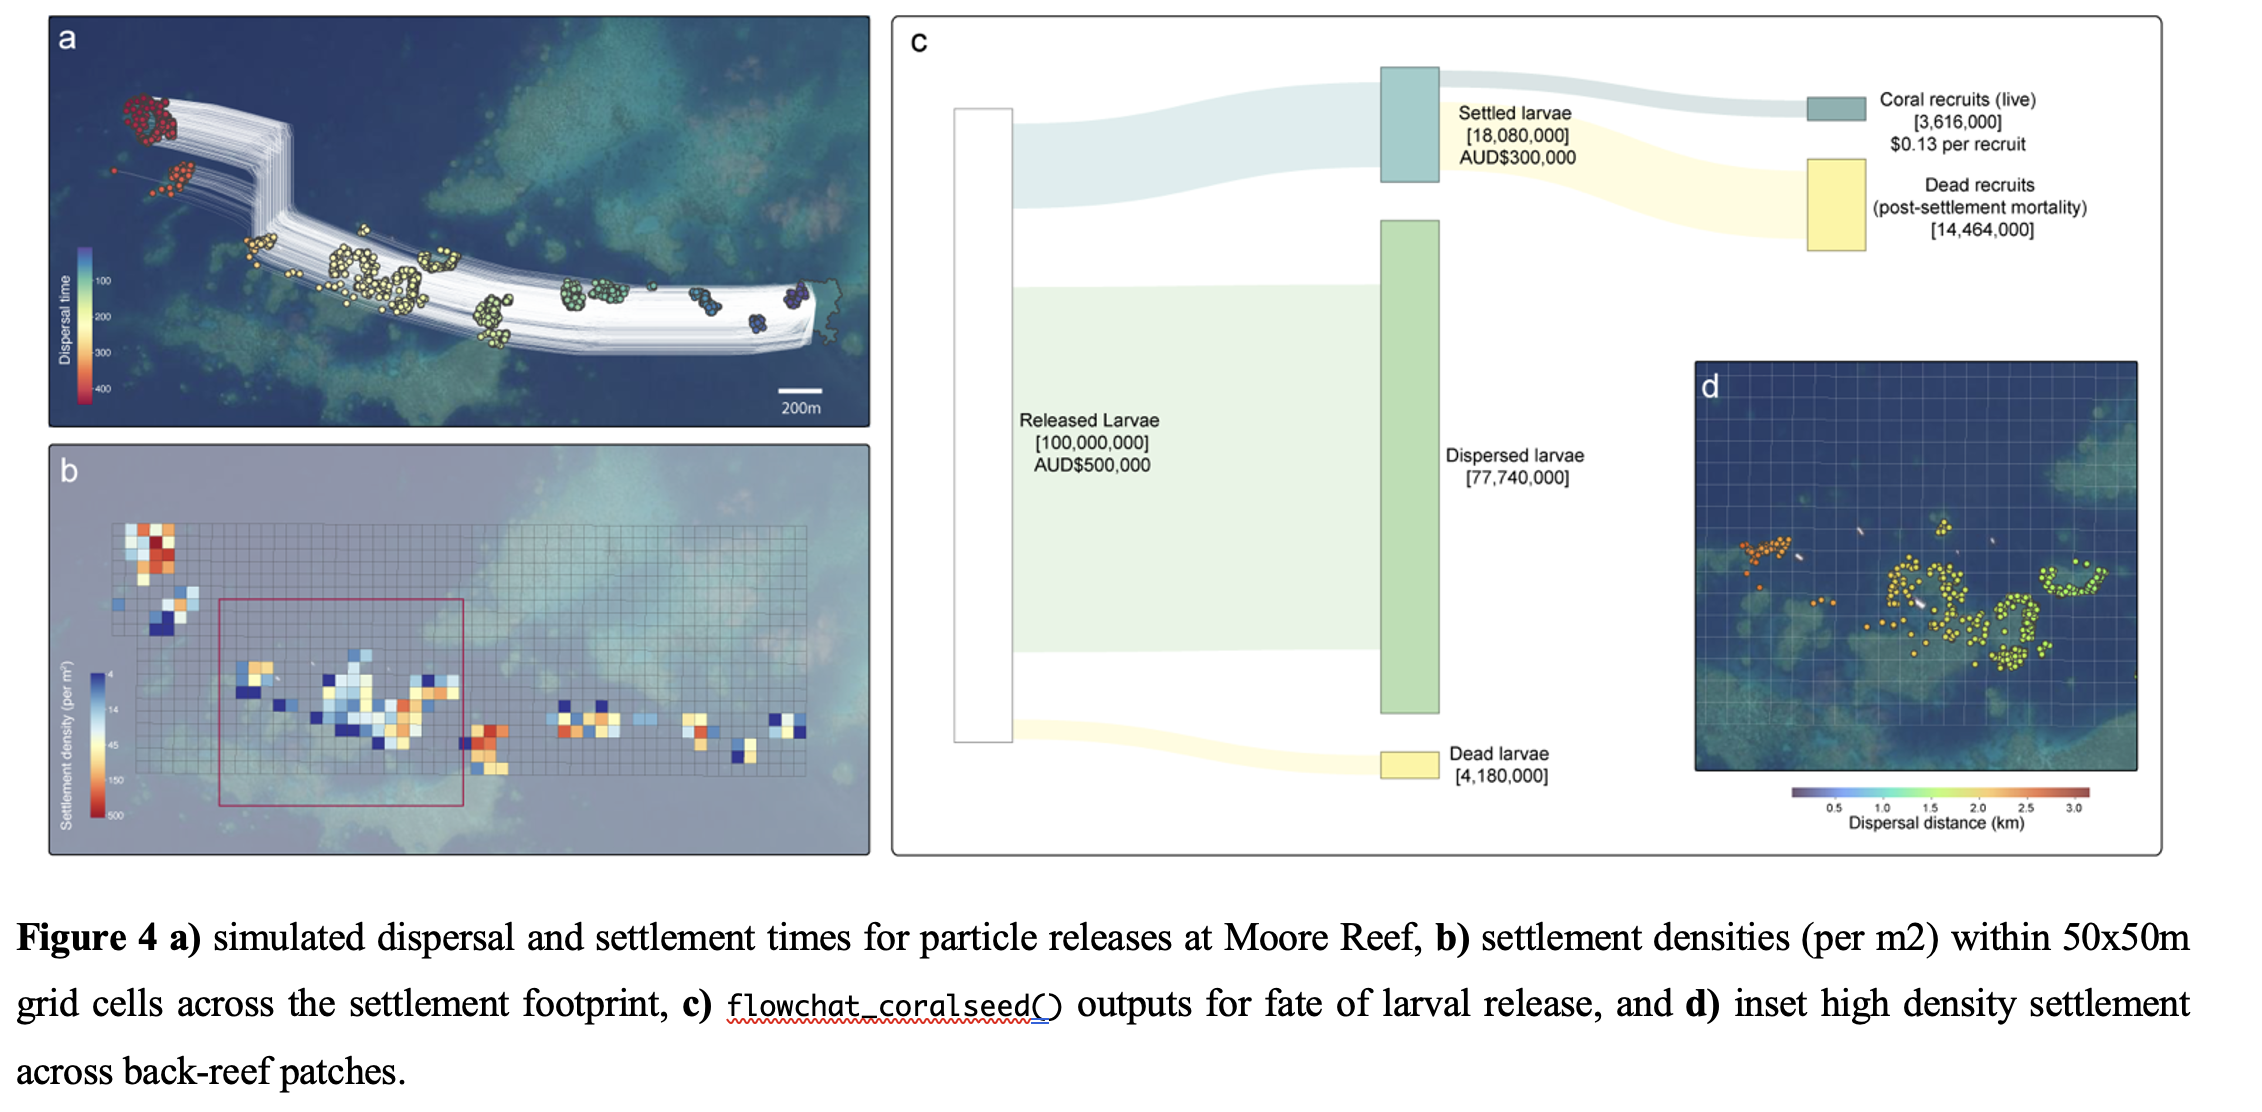 a
Dispersal time
100
200
300
400
200m
b
Settlement density (per m²)
4
14
45
150
500
c
Released Larvae
[100,000,000]
AUD$500,000
Settled larvae
[18,080,000]
AUD$300,000
Coral recruits (live)
[3,616,000]
$0.13 per recruit
Dead recruits
(post-settlement mortality)
[14,464,000]
Dispersed larvae
[77,740,000]
Dead larvae
[4,180,000]
d
0.5 1.0 1.5 2.0 2.5 3.0
Dispersal distance (km)
Figure 4 a) simulated dispersal and settlement times for particle releases at Moore Reef, b) settlement densities (per m2) within 50x50m
grid cells across the settlement footprint, c) flowchat_coralseed() outputs for fate of larval release, and d) inset high density settlement
across back-reef patches.